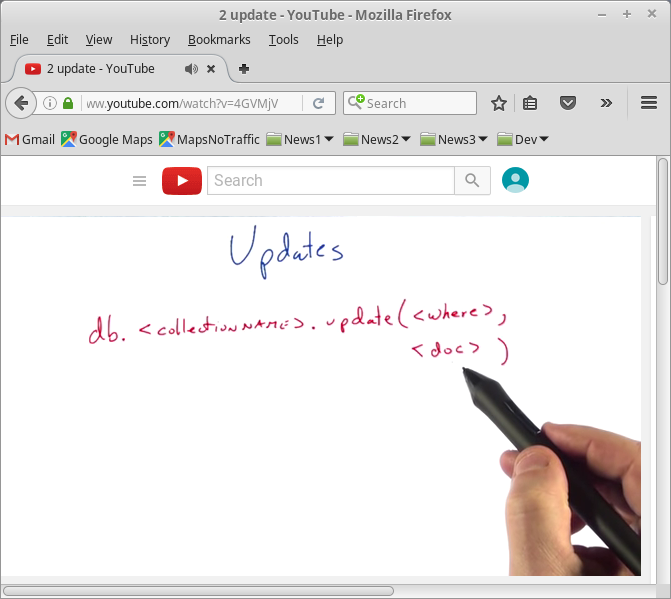 2 update - YouTube - Mozilla Firefox
File Edit View History Bookmarks Tools Help
2 update - YouTube
ww.youtube.com/watch?v=4GVMjV
Search
Gmail Google Maps MapsNoTraffic News1 News2 News3 Dev
Search
Updates
db. <collectionNAME>. update(<where>,
<doc> )